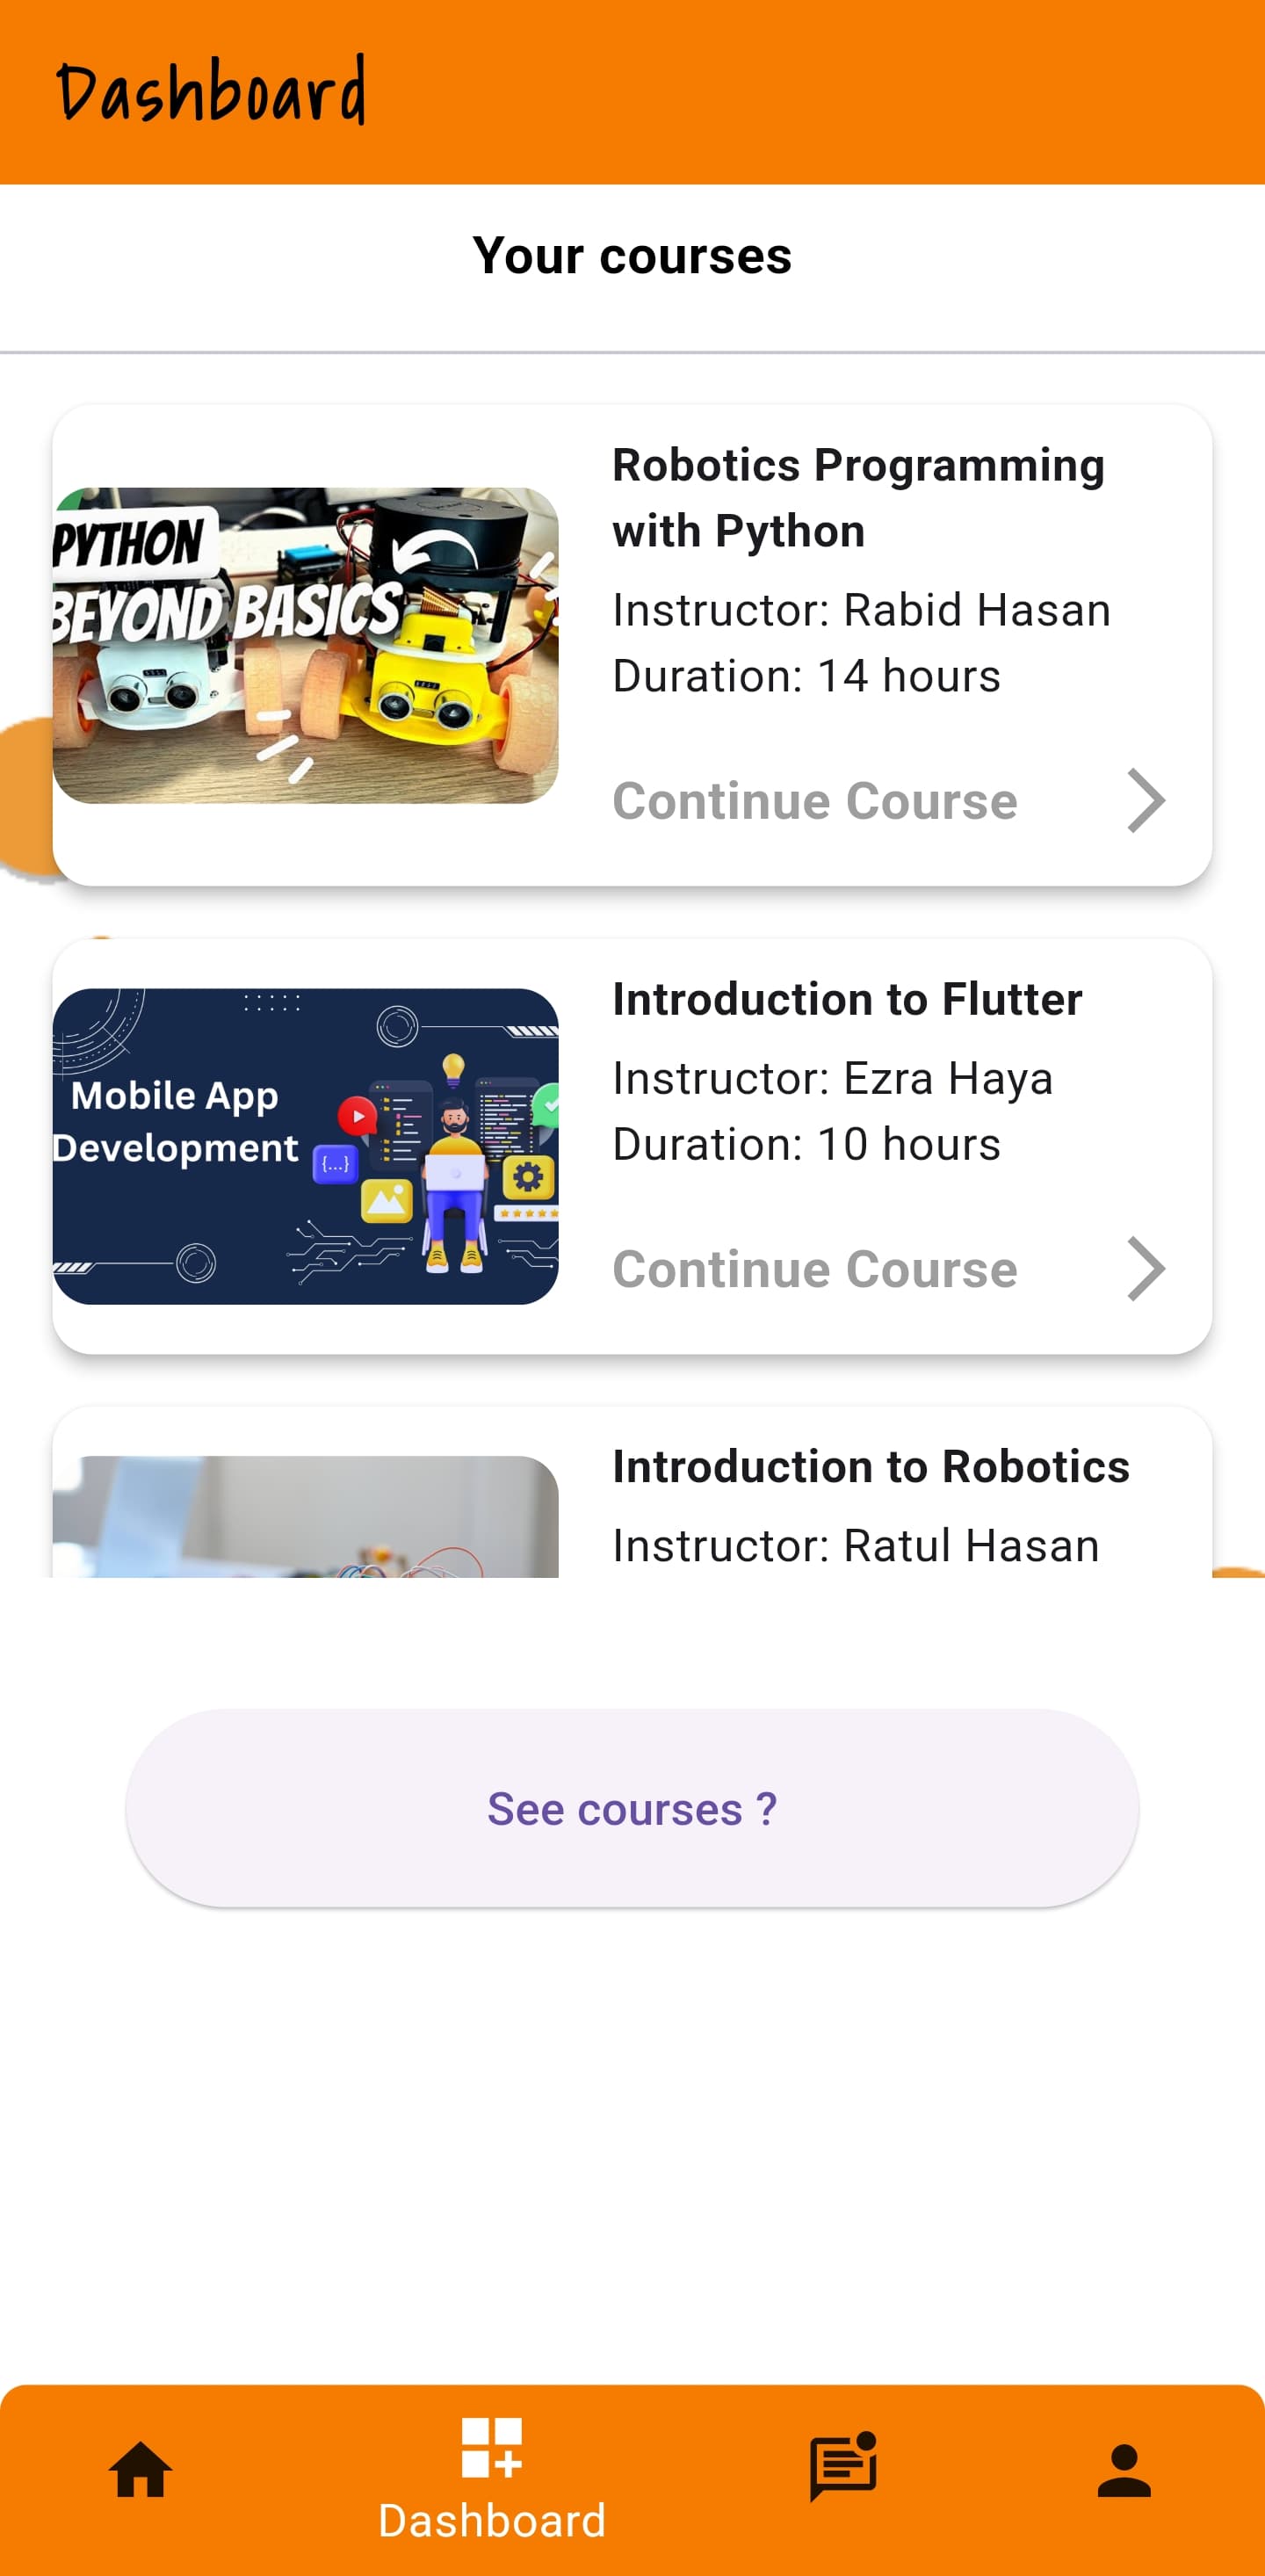 Dashboard
Your courses
PYTHON
BEYOND BASICS
Robotics Programming
with Python
Instructor: Rabid Hasan
Duration: 14 hours
Continue Course
Mobile App
Development
{...}
Introduction to Flutter
Instructor: Ezra Haya
Duration: 10 hours
Continue Course
Introduction to Robotics
Instructor: Ratul Hasan
See courses ?
Dashboard